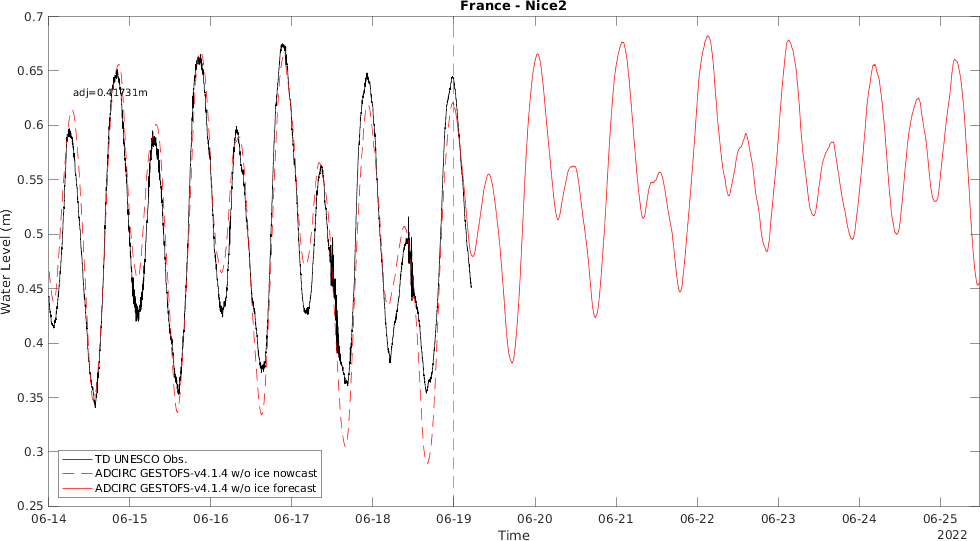 France - Nice2
0.7
0.65
0.6
0.55
0.5
0.45
0.4
0.35
0.3
0.25
Water Level (m)
adj=0.41731m
TD UNESCO Obs.
ADCIRC GESTOFS-v4.1.4 w/o ice nowcast
ADCIRC GESTOFS-v4.1.4 w/o ice forecast
06-14 06-15 06-16 06-17 06-18 06-19 06-20 06-21 06-22 06-23 06-24 06-25
Time
2022